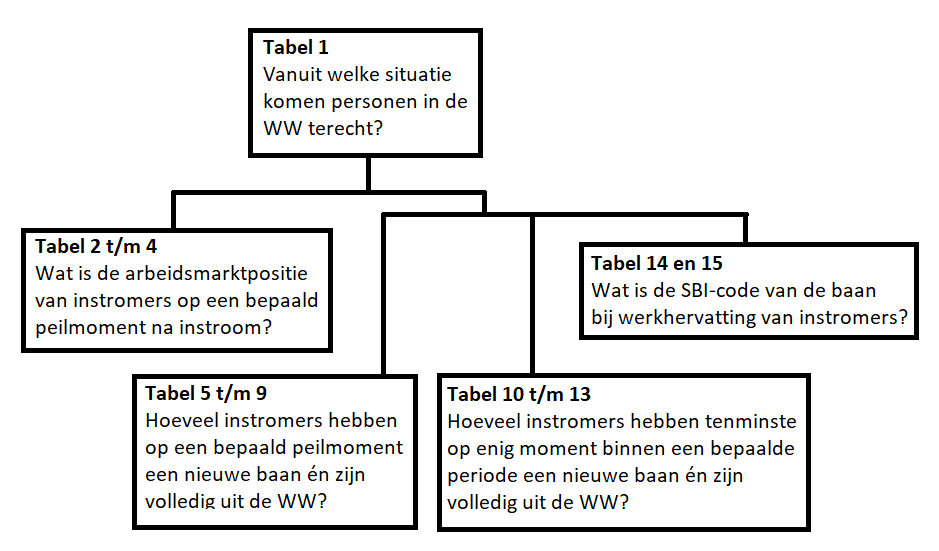 Tabel 1
Vanuit welke situatie
komen personen in de
WW terecht?
Tabel 2 t/m 4
Wat is de arbeidsmarktpositie
van instromers op een bepaald
peilmoment na instroom?
Tabel 14 en 15
Wat is de SBI-code van de baan
bij werkhervatting van instromers?
Tabel 5 t/m 9
Hoeveel instromers hebben
op een bepaald peilmoment
een nieuwe baan én zijn
volledig uit de WW?
Tabel 10 t/m 13
Hoeveel instromers hebben tenminste
op enig moment binnen een bepaalde
periode een nieuwe baan én zijn
volledig uit de WW?